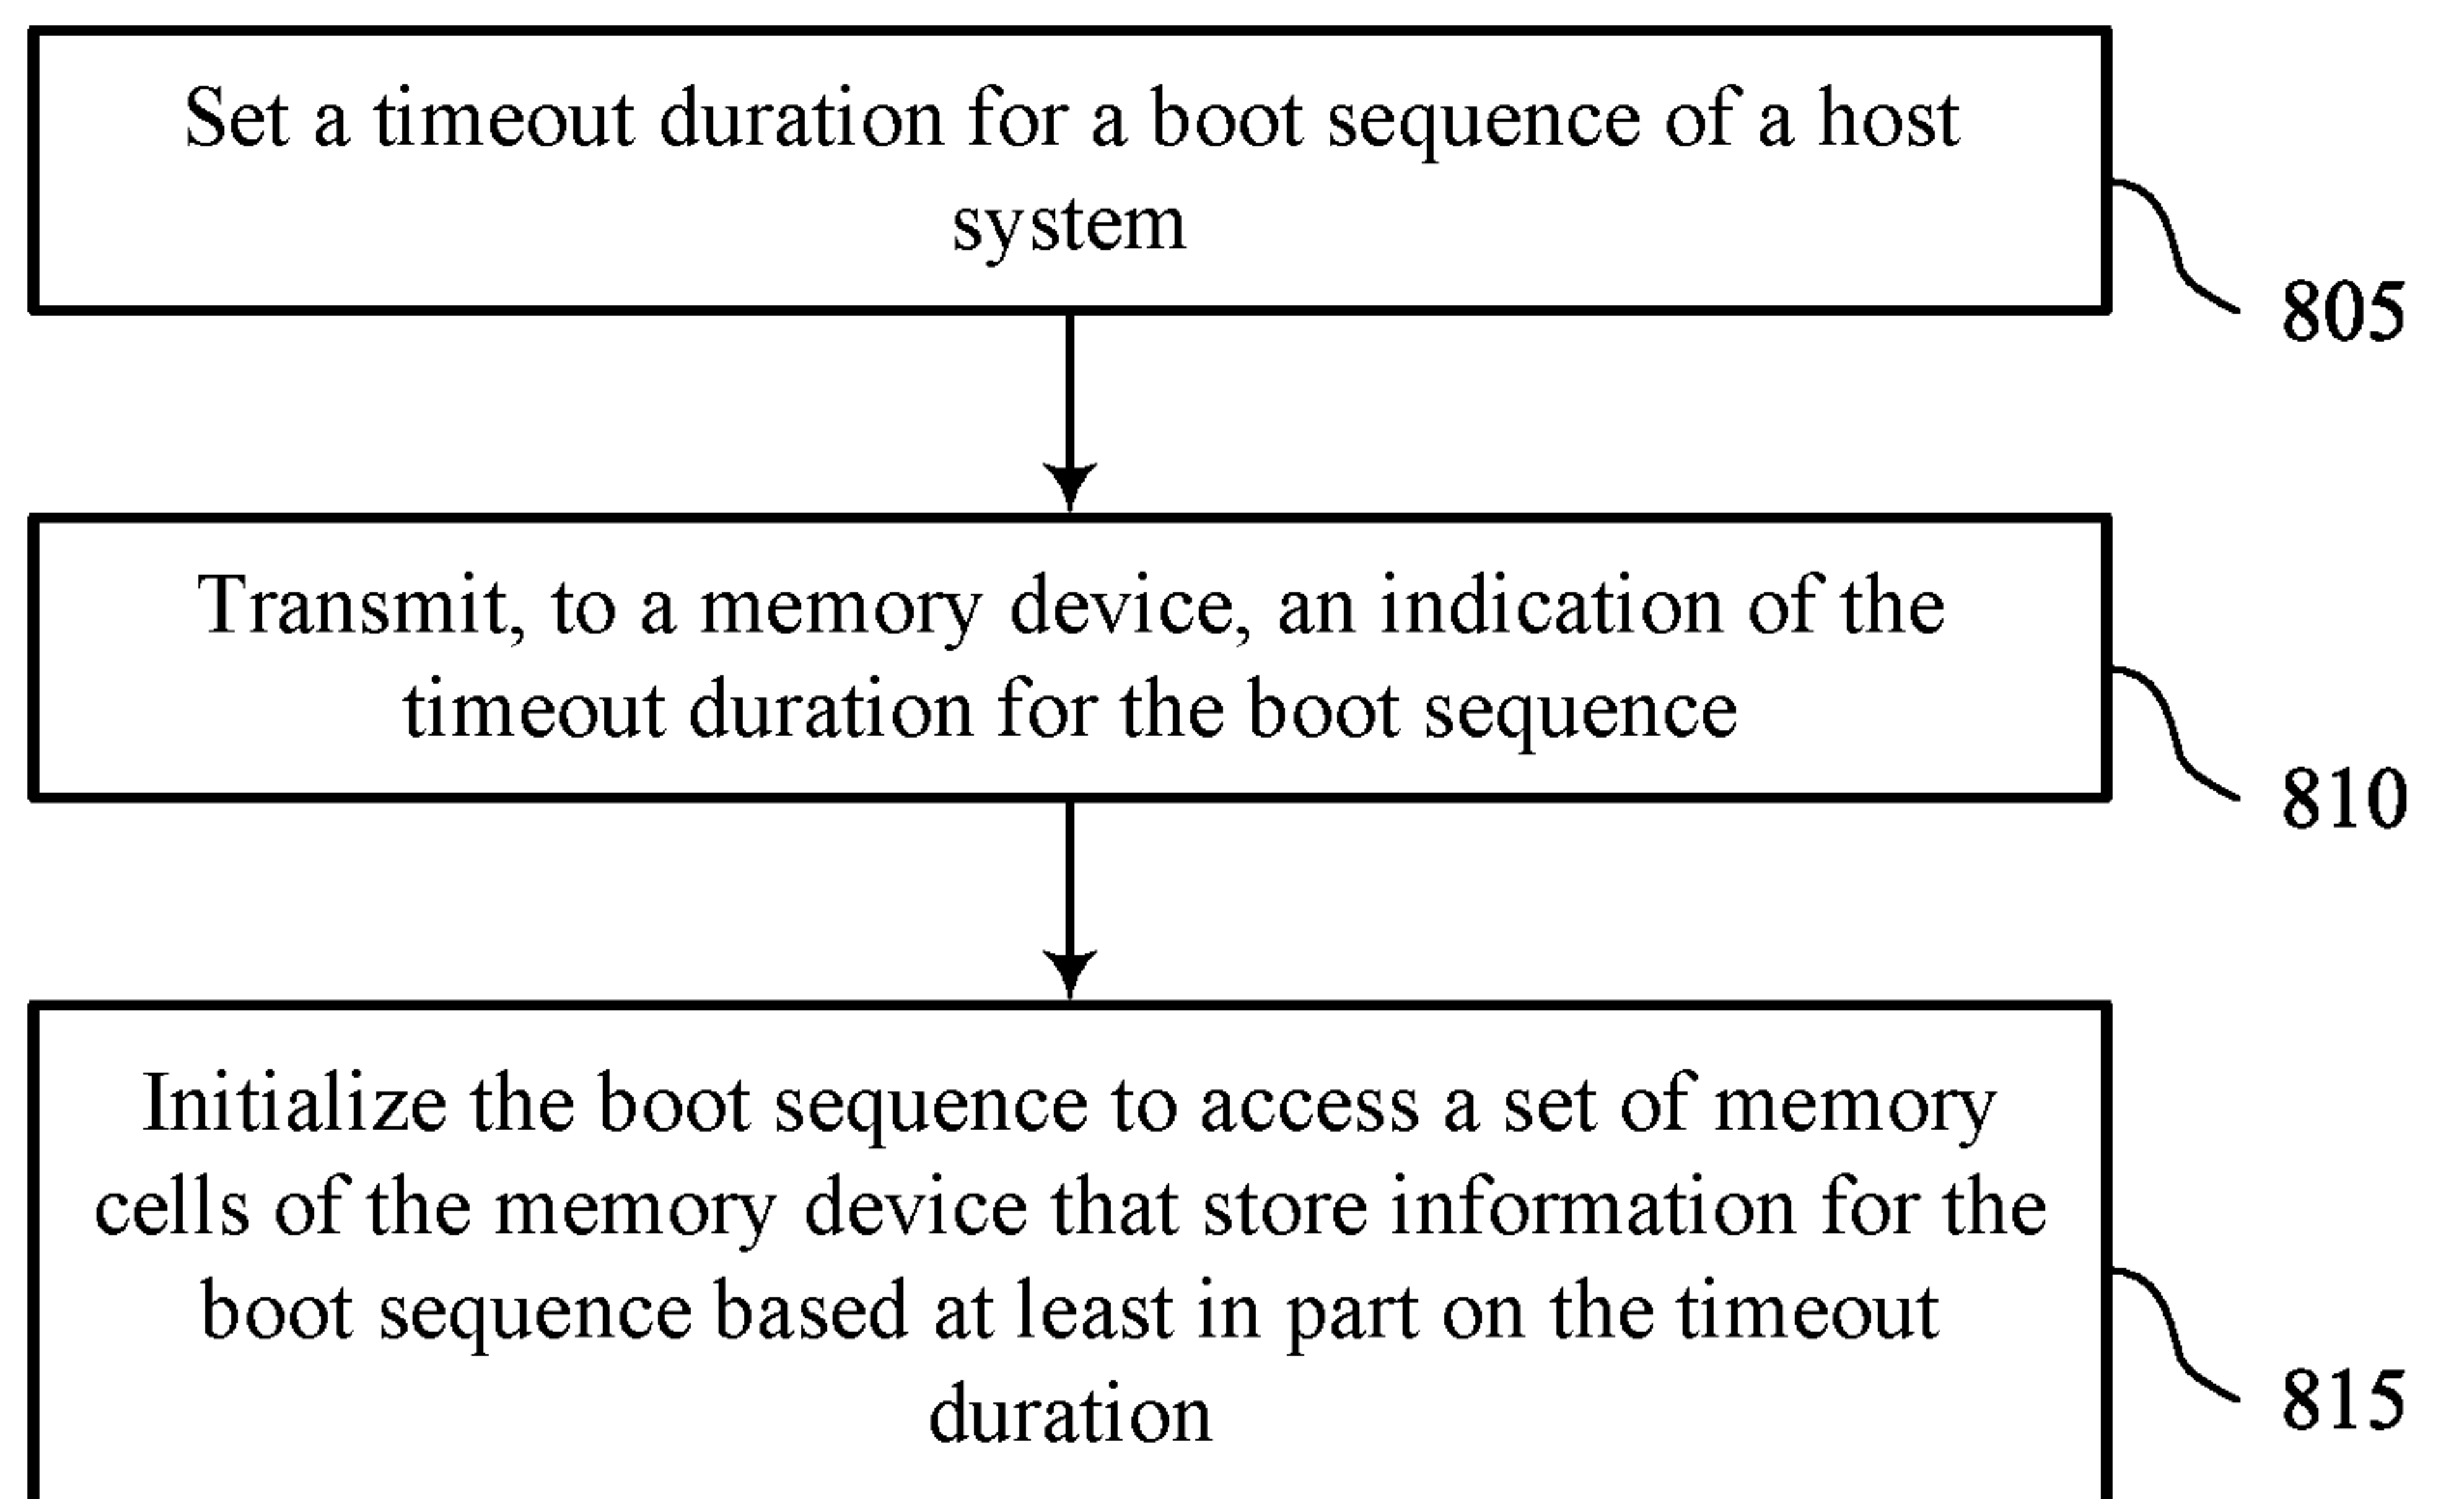 Set a timeout duration for a boot sequence of a host
system
805
Transmit, to a memory device, an indication of the
timeout duration for the boot sequence
810
Initialize the boot sequence to access a set of memory
cells of the memory device that store information for the
boot sequence based at least in part on the timeout
duration
815